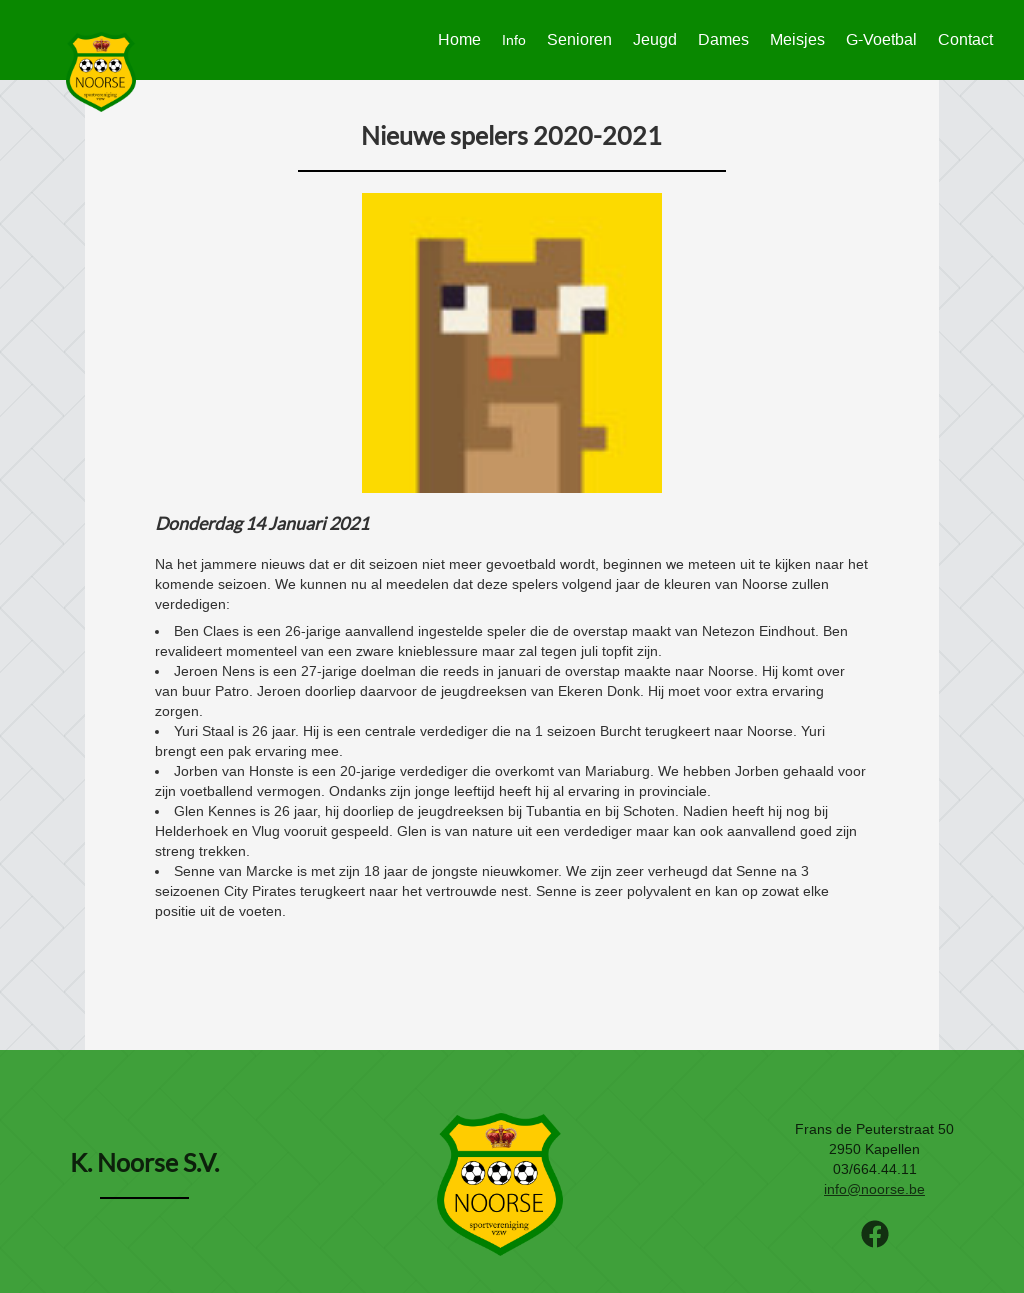 NOORSE
sportvereniging
vzw
Home Info Senioren Jeugd Dames Meisjes G-Voetbal Contact
Nieuwe spelers 2020-2021
Donderdag 14 Januari 2021
Na het jammere nieuws dat er dit seizoen niet meer gevoetbald wordt, beginnen we meteen uit te kijken naar het
komende seizoen. We kunnen nu al meedelen dat deze spelers volgend jaar de kleuren van Noorse zullen
verdedigen:
• Ben Claes is een 26-jarige aanvallend ingestelde speler die de overstap maakt van Netezon Eindhout. Ben
revalideert momenteel van een zware knieblessure maar zal tegen juli topfit zijn.
• Jeroen Nens is een 27-jarige doelman die reeds in januari de overstap maakte naar Noorse. Hij komt over
van buur Patro. Jeroen doorliep daarvoor de jeugdreeksen van Ekeren Donk. Hij moet voor extra ervaring
zorgen.
• Yuri Staal is 26 jaar. Hij is een centrale verdediger die na 1 seizoen Burcht terugkeert naar Noorse. Yuri
brengt een pak ervaring mee.
• Jorben van Honste is een 20-jarige verdediger die overkomt van Mariaburg. We hebben Jorben gehaald voor
zijn voetballend vermogen. Ondanks zijn jonge leeftijd heeft hij al ervaring in provinciale.
• Glen Kennes is 26 jaar, hij doorliep de jeugdreeksen bij Tubantia en bij Schoten. Nadien heeft hij nog bij
Helderhoek en Vlug vooruit gespeeld. Glen is van nature uit een verdediger maar kan ook aanvallend goed zijn
streng trekken.
• Senne van Marcke is met zijn 18 jaar de jongste nieuwkomer. We zijn zeer verheugd dat Senne na 3
seizoenen City Pirates terugkeert naar het vertrouwde nest. Senne is zeer polyvalent en kan op zowat elke
positie uit de voeten.
K. Noorse S.V.
NOORSE
sportvereniging
vzw
Frans de Peuterstraat 50
2950 Kapellen
03/664.44.11
info@noorse.be